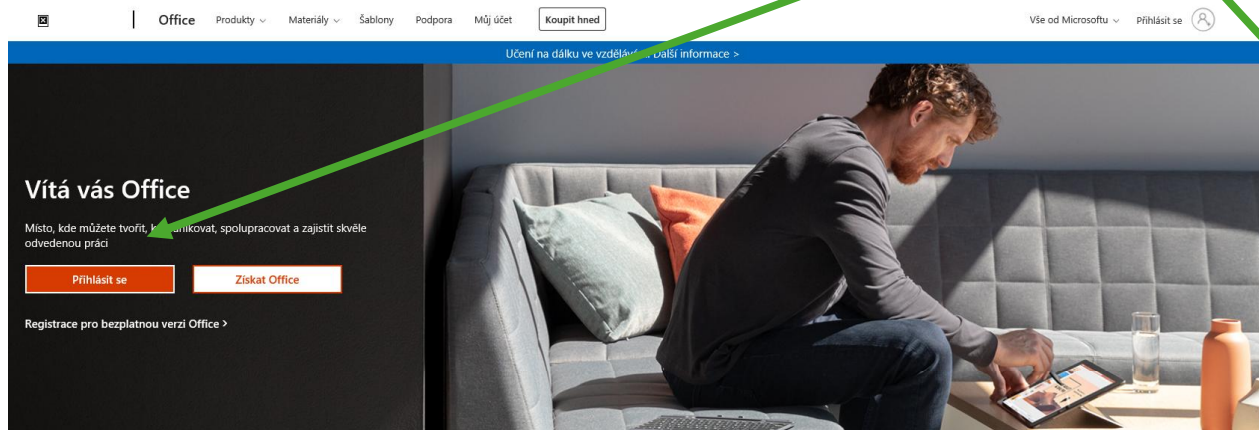 Office Produkty Materiály Šablony Podpora Můj účet Koupit hned Vše od Microsoftu Přihlásit se
Učení na dálku ve vzdělávání. Další informace >
Vítá vás Office
Místo, kde můžete tvořit, komunikovat, spolupracovat a zajistit skvěle
odvedenou práci
Přihlásit se Získat Office
Registrace pro bezplatnou verzi Office >